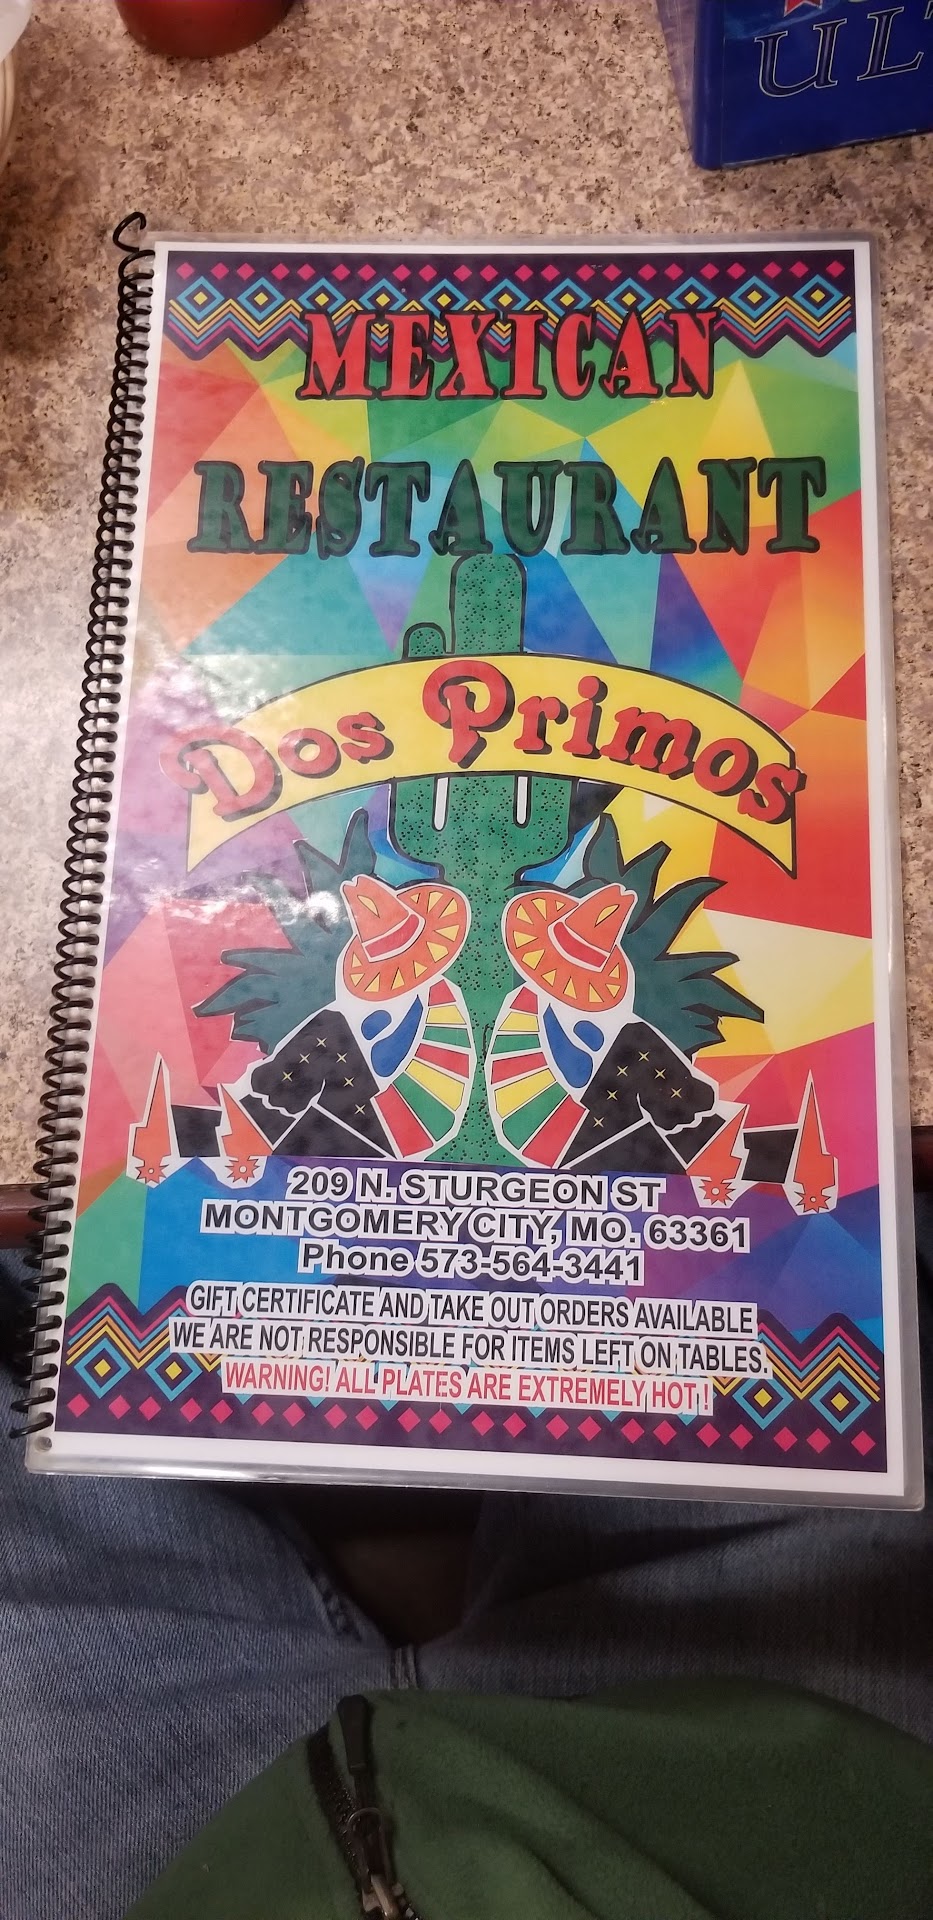 ULT
MEXICAN
RESTAURANT
Dos Primos
209 N. STURGEON ST
MONTGOMERY CITY, MO. 63361
Phone 573-564-3441
GIFT CERTIFICATE AND TAKE OUT ORDERS AVAILABLE
WE ARE NOT RESPONSIBLE FOR ITEMS LEFT ON TABLES.
WARNING! ALL PLATES ARE EXTREMELY HOT !